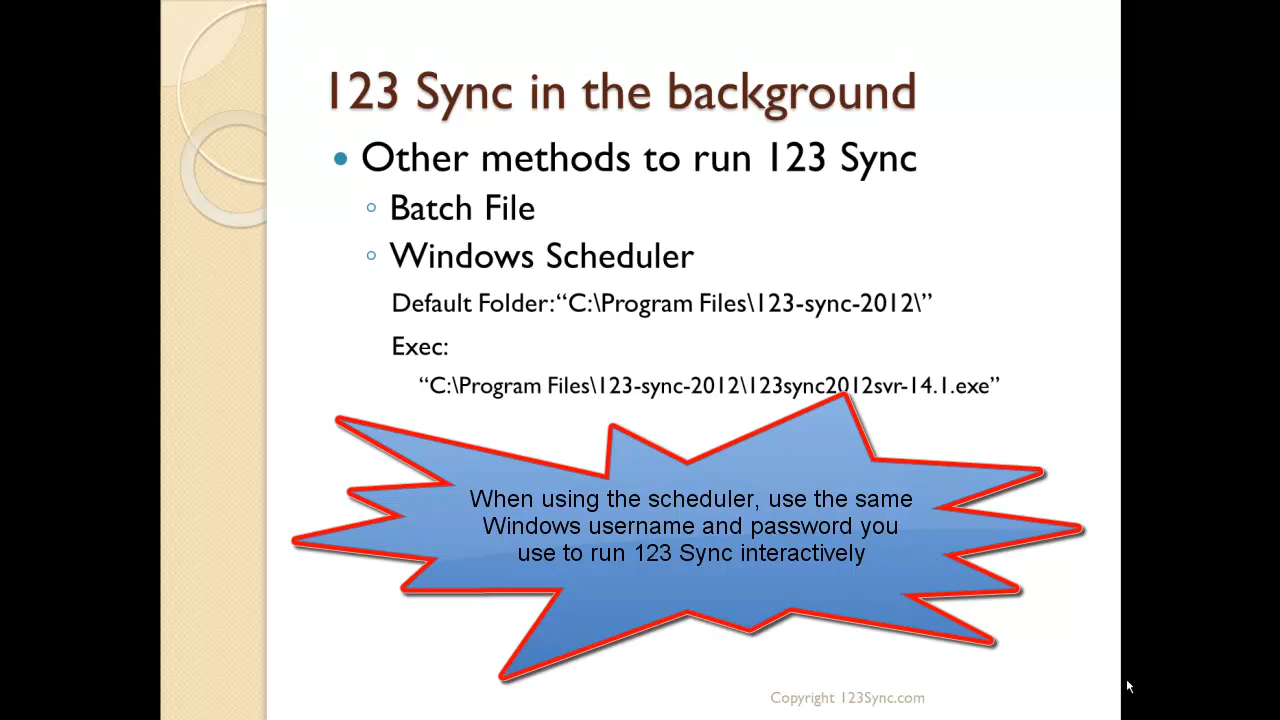 123 Sync in the background
Other methods to run 123 Sync
Batch File
Windows Scheduler
Default Folder:“C:\Program Files\123-sync-2012\”
Exec:
“C:\Program Files\123-sync-2012\123sync2012svr-14.1.exe”
When using the scheduler, use the same
Windows username and password you
use to run 123 Sync interactively
Copyright 123Sync.com